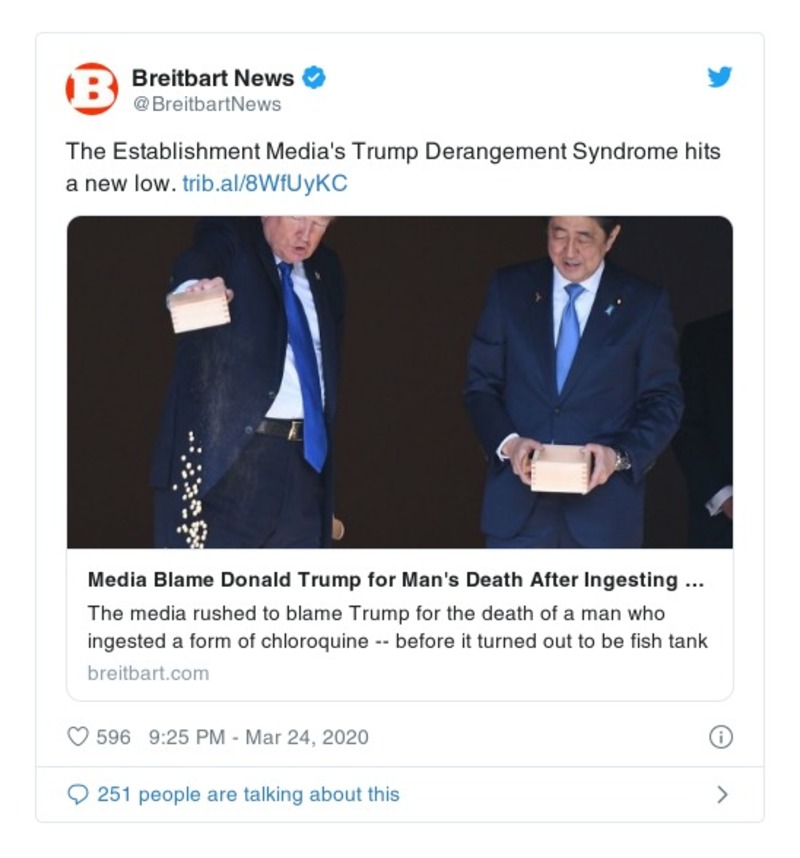 Breitbart News
@BreitbartNews
The Establishment Media's Trump Derangement Syndrome hits
a new low. trib.al/8WfUyKC
Media Blame Donald Trump for Man's Death After Ingesting ...
The media rushed to blame Trump for the death of a man who
ingested a form of chloroquine -- before it turned out to be fish tank
breitbart.com
596 9:25 PM - Mar 24, 2020
251 people are talking about this